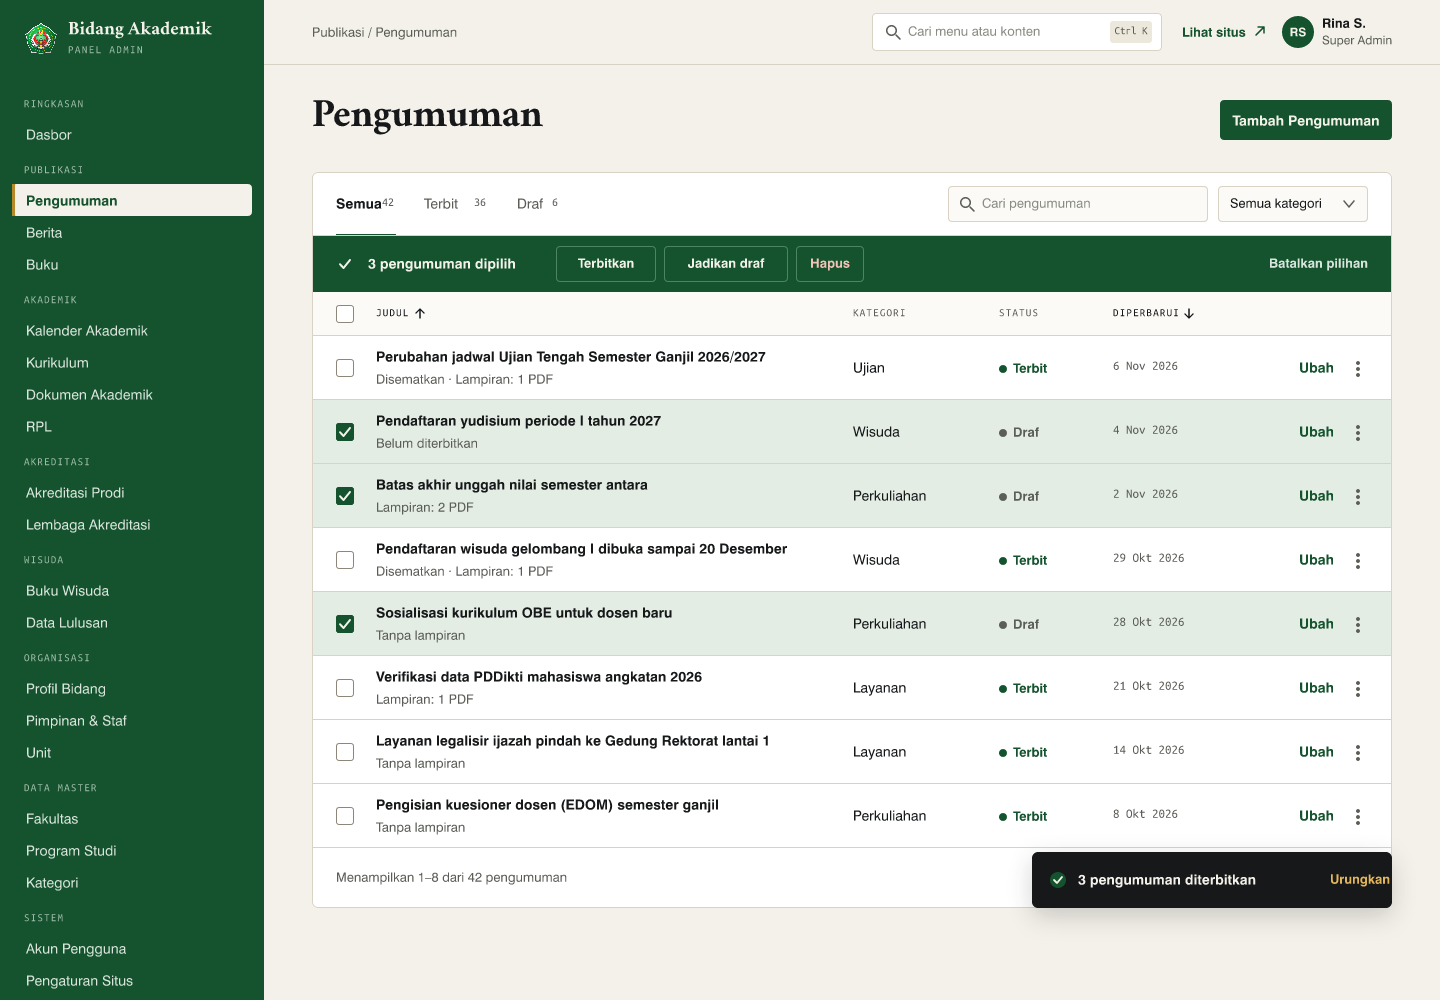 Bidang Akademik
PANEL ADMIN
RINGKASAN
Dasbor
PUBLIKASI
Pengumuman
Berita
Buku
AKADEMIK
Kalender Akademik
Kurikulum
Dokumen Akademik
RPL
AKREDITASI
Akreditasi Prodi
Lembaga Akreditasi
WISUDA
Buku Wisuda
Data Lulusan
ORGANISASI
Profil Bidang
Pimpinan & Staf
Unit
DATA MASTER
Fakultas
Program Studi
Kategori
SISTEM
Akun Pengguna
Pengaturan Situs
Publikasi / Pengumuman
Cari menu atau konten
Ctrl K
Lihat situs
RS
Rina S.
Super Admin
Pengumuman
Tambah Pengumuman
Semua 42
Terbit 36
Draf 6
Cari pengumuman
Semua kategori
3 pengumuman dipilih
Terbitkan
Jadikan draf
Hapus
Batalkan pilihan
JUDUL KATEGORI STATUS DIPERBARUI
Perubahan jadwal Ujian Tengah Semester Ganjil 2026/2027
Disematkan · Lampiran: 1 PDF
Ujian Terbit 6 Nov 2026 Ubah
Pendaftaran yudisium periode I tahun 2027
Belum diterbitkan
Wisuda Draf 4 Nov 2026 Ubah
Batas akhir unggah nilai semester antara
Lampiran: 2 PDF
Perkuliahan Draf 2 Nov 2026 Ubah
Pendaftaran wisuda gelombang I dibuka sampai 20 Desember
Disematkan · Lampiran: 1 PDF
Wisuda Terbit 29 Okt 2026 Ubah
Sosialisasi kurikulum OBE untuk dosen baru
Tanpa lampiran
Perkuliahan Draf 28 Okt 2026 Ubah
Verifikasi data PDDikti mahasiswa angkatan 2026
Lampiran: 1 PDF
Layanan Terbit 21 Okt 2026 Ubah
Layanan legalisir ijazah pindah ke Gedung Rektorat lantai 1
Tanpa lampiran
Layanan Terbit 14 Okt 2026 Ubah
Pengisian kuesioner dosen (EDOM) semester ganjil
Tanpa lampiran
Perkuliahan Terbit 8 Okt 2026 Ubah
Menampilkan 1–8 dari 42 pengumuman
3 pengumuman diterbitkan
Urungkan